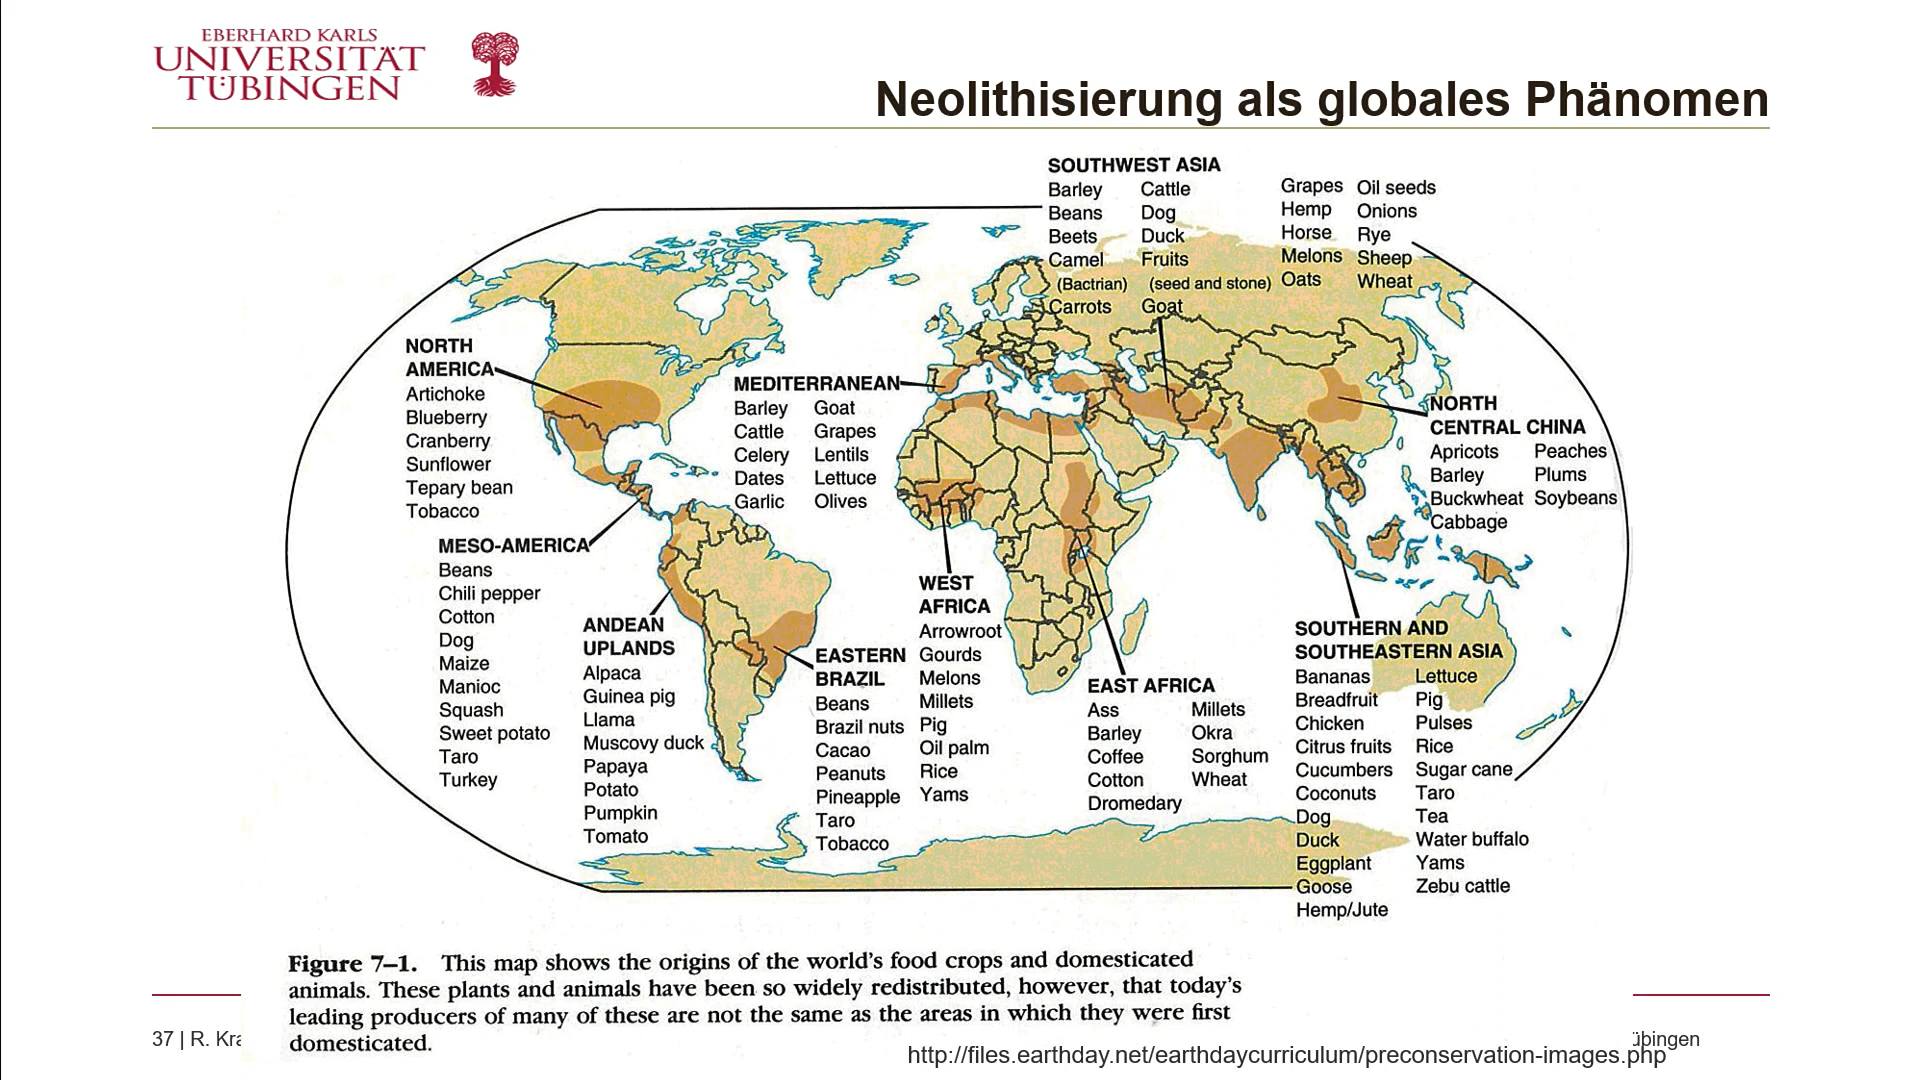 EBERHARD KARLS
UNIVERSITÄT
TÜBINGEN
Neolithisierung als globales Phänomen
SOUTHWEST ASIA
Barley
Beans
Beets
Camel
(Bactrian)
Carrots
Cattle
Dog
Duck
Fruits
(seed and stone)
Goat
Grapes
Hemp
Horse
Melons
Oats
Oil seeds
Onions
Rye
Sheep
Wheat
NORTH
AMERICA
Artichoke
Blueberry
Cranberry
Sunflower
Tepary bean
Tobacco
MEDITERRANEAN
Barley
Cattle
Celery
Dates
Garlic
Goat
Grapes
Lentils
Lettuce
Olives
NORTH
CENTRAL CHINA
Apricots
Barley
Buckwheat
Cabbage
Peaches
Plums
Soybeans
MESO-AMERICA
Beans
Chili pepper
Cotton
Dog
Maize
Manioc
Squash
Sweet potato
Taro
Turkey
ANDEAN
UPLANDS
Alpaca
Guinea pig
Llama
Muscovy duck
Papaya
Potato
Pumpkin
Tomato
EASTERN
BRAZIL
Beans
Brazil nuts
Cacao
Peanuts
Pineapple
Taro
Tobacco
WEST
AFRICA
Arrowroot
Gourds
Melons
Millets
Pig
Oil palm
Rice
Yams
EAST AFRICA
Ass
Barley
Coffee
Cotton
Dromedary
Millets
Okra
Sorghum
Wheat
SOUTHERN AND
SOUTHEASTERN ASIA
Bananas
Breadfruit
Chicken
Citrus fruits
Cucumbers
Coconuts
Dog
Duck
Eggplant
Goose
Hemp/Jute
Lettuce
Pig
Pulses
Rice
Sugar cane
Taro
Tea
Water buffalo
Yams
Zebu cattle
Figure 7–1. This map shows the origins of the world's food crops and domesticated
animals. These plants and animals have been so widely redistributed, however, that today's
leading producers of many of these are not the same as the areas in which they were first
domesticated.
37 | R. Kra
übingen
http://files.earthday.net/earthdaycurriculum/preconservation-images.php